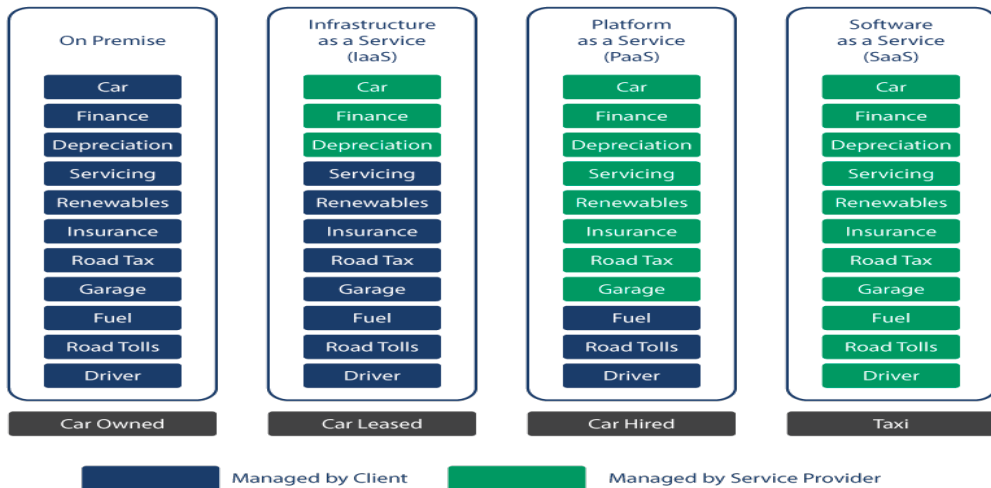 On Premise
Car
Finance
Depreciation
Servicing
Renewables
Insurance
Road Tax
Garage
Fuel
Road Tolls
Driver
Car Owned
Infrastructure
as a Service
(IaaS)
Car
Finance
Depreciation
Servicing
Renewables
Insurance
Road Tax
Garage
Fuel
Road Tolls
Driver
Car Leased
Platform
as a Service
(PaaS)
Car
Finance
Depreciation
Servicing
Renewables
Insurance
Road Tax
Garage
Fuel
Road Tolls
Driver
Car Hired
Software
as a Service
(SaaS)
Car
Finance
Depreciation
Servicing
Renewables
Insurance
Road Tax
Garage
Fuel
Road Tolls
Driver
Taxi
Managed by Client
Managed by Service Provider